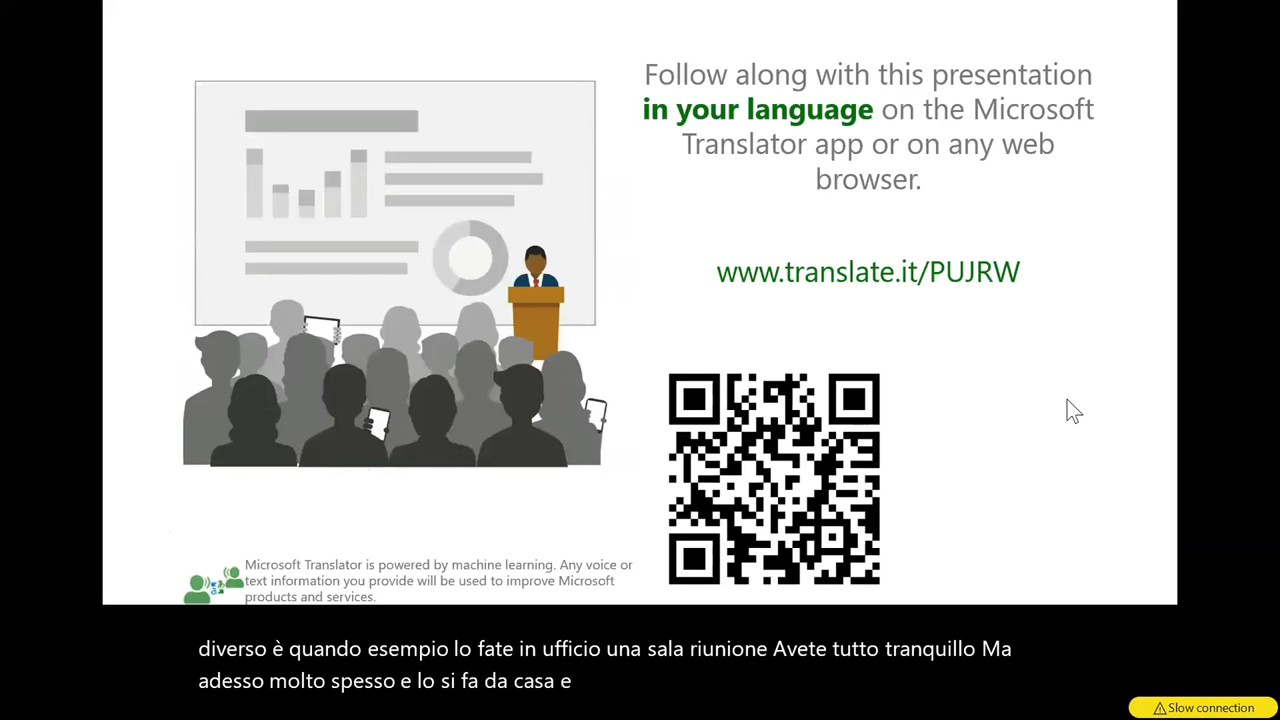 Follow along with this presentation
in your language on the Microsoft
Translator app or on any web
browser.
www.translate.it/PUJRW
Microsoft Translator is powered by machine learning. Any voice or
text information you provide will be used to improve Microsoft
products and services.
diverso è quando esempio lo fate in ufficio una sala riunione Avete tutto tranquillo Ma
adesso molto spesso e lo si fa da casa e
Slow connection